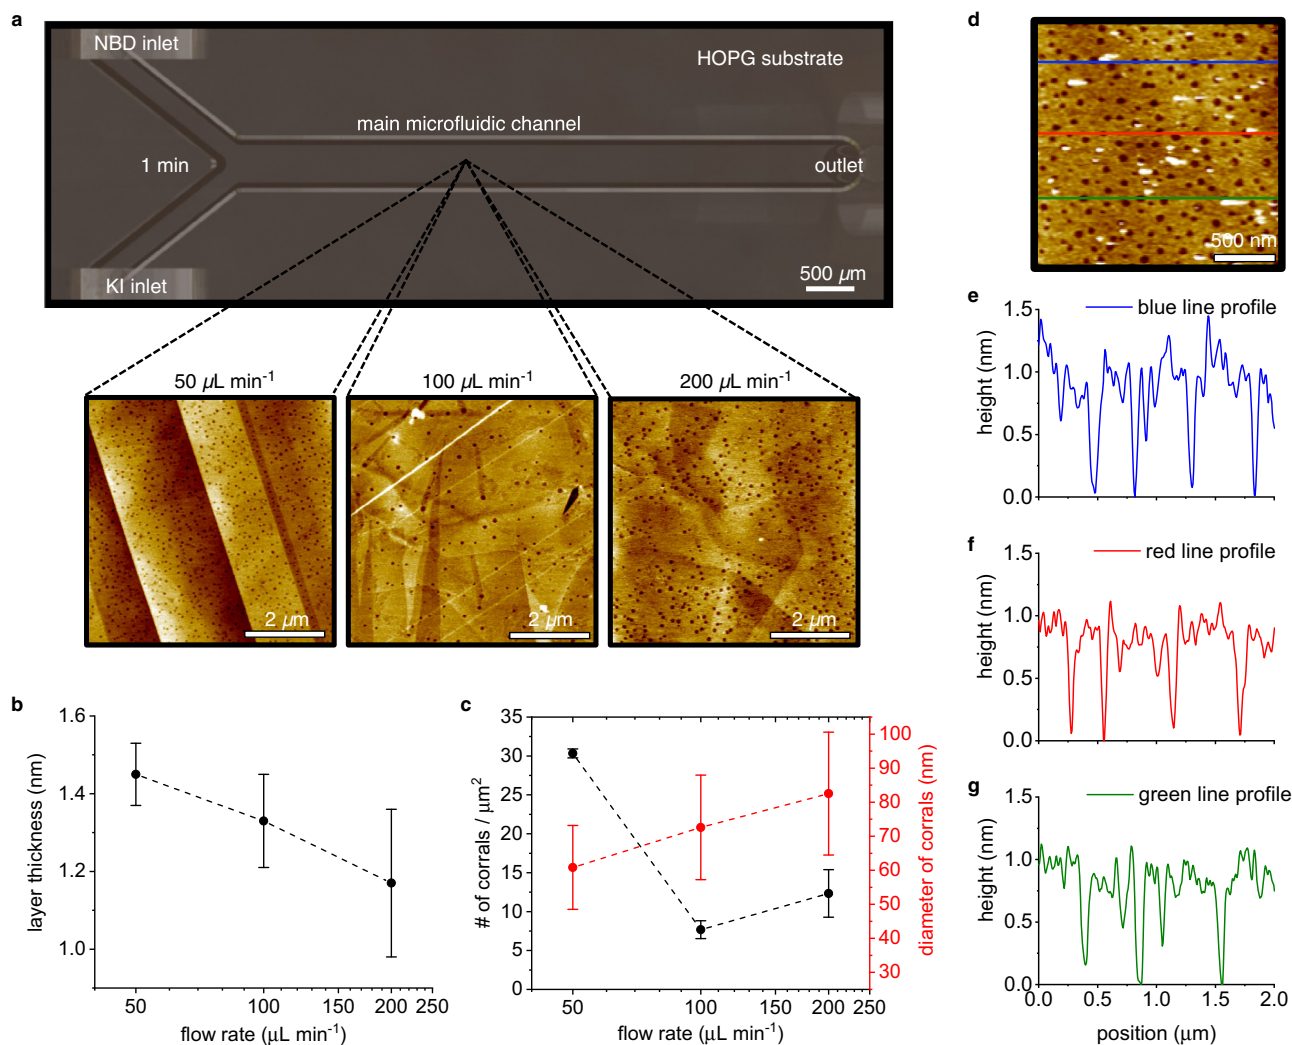 a
NBD inlet
HOPG substrate
main microfluidic channel
1 min
outlet
KI inlet
500 µm
50 µL min-1
100 µL min-1
200 µL min-1
2 µm
2 µm
2 µm
b
1.6
1.4
1.2
1.0
layer thickness (nm)
50
100
150
200
250
flow rate (µL min-1)
c
35
30
25
20
15
10
5
0
# of corrals / µm2
100
90
80
70
60
50
40
30
diameter of corrals (nm)
50
100
150
200
250
flow rate (µL min-1)
d
500 nm
e
blue line profile
1.5
1.0
0.5
0.0
height (nm)
f
red line profile
1.5
1.0
0.5
0.0
height (nm)
g
green line profile
1.5
1.0
0.5
0.0
height (nm)
0.0
0.5
1.0
1.5
2.0
position (µm)